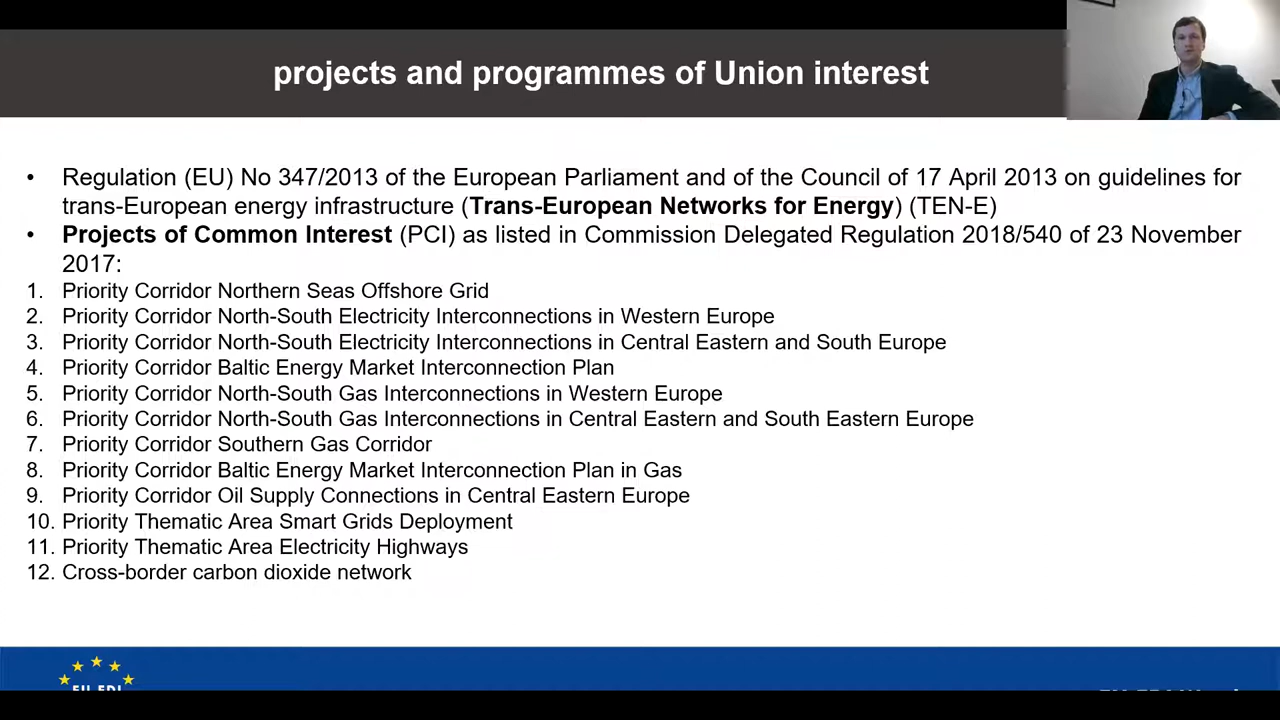 projects and programmes of Union interest
• Regulation (EU) No 347/2013 of the European Parliament and of the Council of 17 April 2013 on guidelines for
trans-European energy infrastructure (Trans-European Networks for Energy) (TEN-E)
• Projects of Common Interest (PCI) as listed in Commission Delegated Regulation 2018/540 of 23 November
2017:
1. Priority Corridor Northern Seas Offshore Grid
2. Priority Corridor North-South Electricity Interconnections in Western Europe
3. Priority Corridor North-South Electricity Interconnections in Central Eastern and South Europe
4. Priority Corridor Baltic Energy Market Interconnection Plan
5. Priority Corridor North-South Gas Interconnections in Western Europe
6. Priority Corridor North-South Gas Interconnections in Central Eastern and South Eastern Europe
7. Priority Corridor Southern Gas Corridor
8. Priority Corridor Baltic Energy Market Interconnection Plan in Gas
9. Priority Corridor Oil Supply Connections in Central Eastern Europe
10. Priority Thematic Area Smart Grids Deployment
11. Priority Thematic Area Electricity Highways
12. Cross-border carbon dioxide network